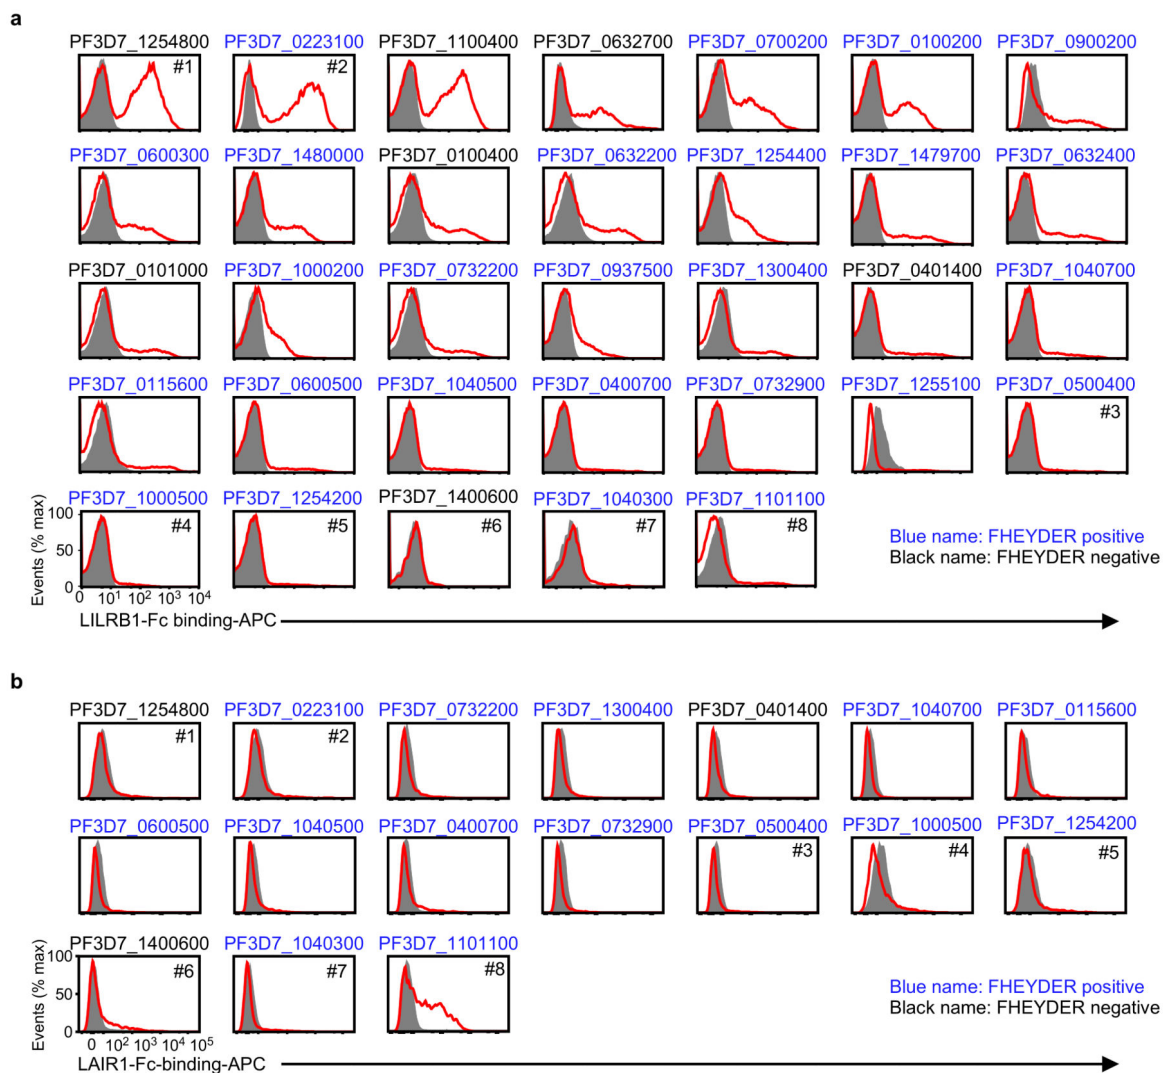 a
PF3D7_1254800 PF3D7_0223100 PF3D7_1100400 PF3D7_0632700 PF3D7_0700200 PF3D7_0100200 PF3D7_0900200
#1 #2
PF3D7_0600300 PF3D7_1480000 PF3D7_0100400 PF3D7_0632200 PF3D7_1254400 PF3D7_1479700 PF3D7_0632400
PF3D7_0101000 PF3D7_1000200 PF3D7_0732200 PF3D7_0937500 PF3D7_1300400 PF3D7_0401400 PF3D7_1040700
PF3D7_0115600 PF3D7_0600500 PF3D7_1040500 PF3D7_0400700 PF3D7_0732900 PF3D7_1255100 PF3D7_0500400
#3
PF3D7_1000500 PF3D7_1254200 PF3D7_1400600 PF3D7_1040300 PF3D7_1101100
#4 #5 #6 #7 #8
Events (% max)
100
50
0
0 10¹ 10² 10³ 10⁴
LILRB1-Fc binding-APC
Blue name: FHEYDER positive
Black name: FHEYDER negative
b
PF3D7_1254800 PF3D7_0223100 PF3D7_0732200 PF3D7_1300400 PF3D7_0401400 PF3D7_1040700 PF3D7_0115600
#1 #2
PF3D7_0600500 PF3D7_1040500 PF3D7_0400700 PF3D7_0732900 PF3D7_0500400 PF3D7_1000500 PF3D7_1254200
#3 #4 #5
PF3D7_1400600 PF3D7_1040300 PF3D7_1101100
#6 #7 #8
Events (% max)
100
50
0
0 10² 10³ 10⁴ 10⁵
LAIR1-Fc-binding-APC
Blue name: FHEYDER positive
Black name: FHEYDER negative